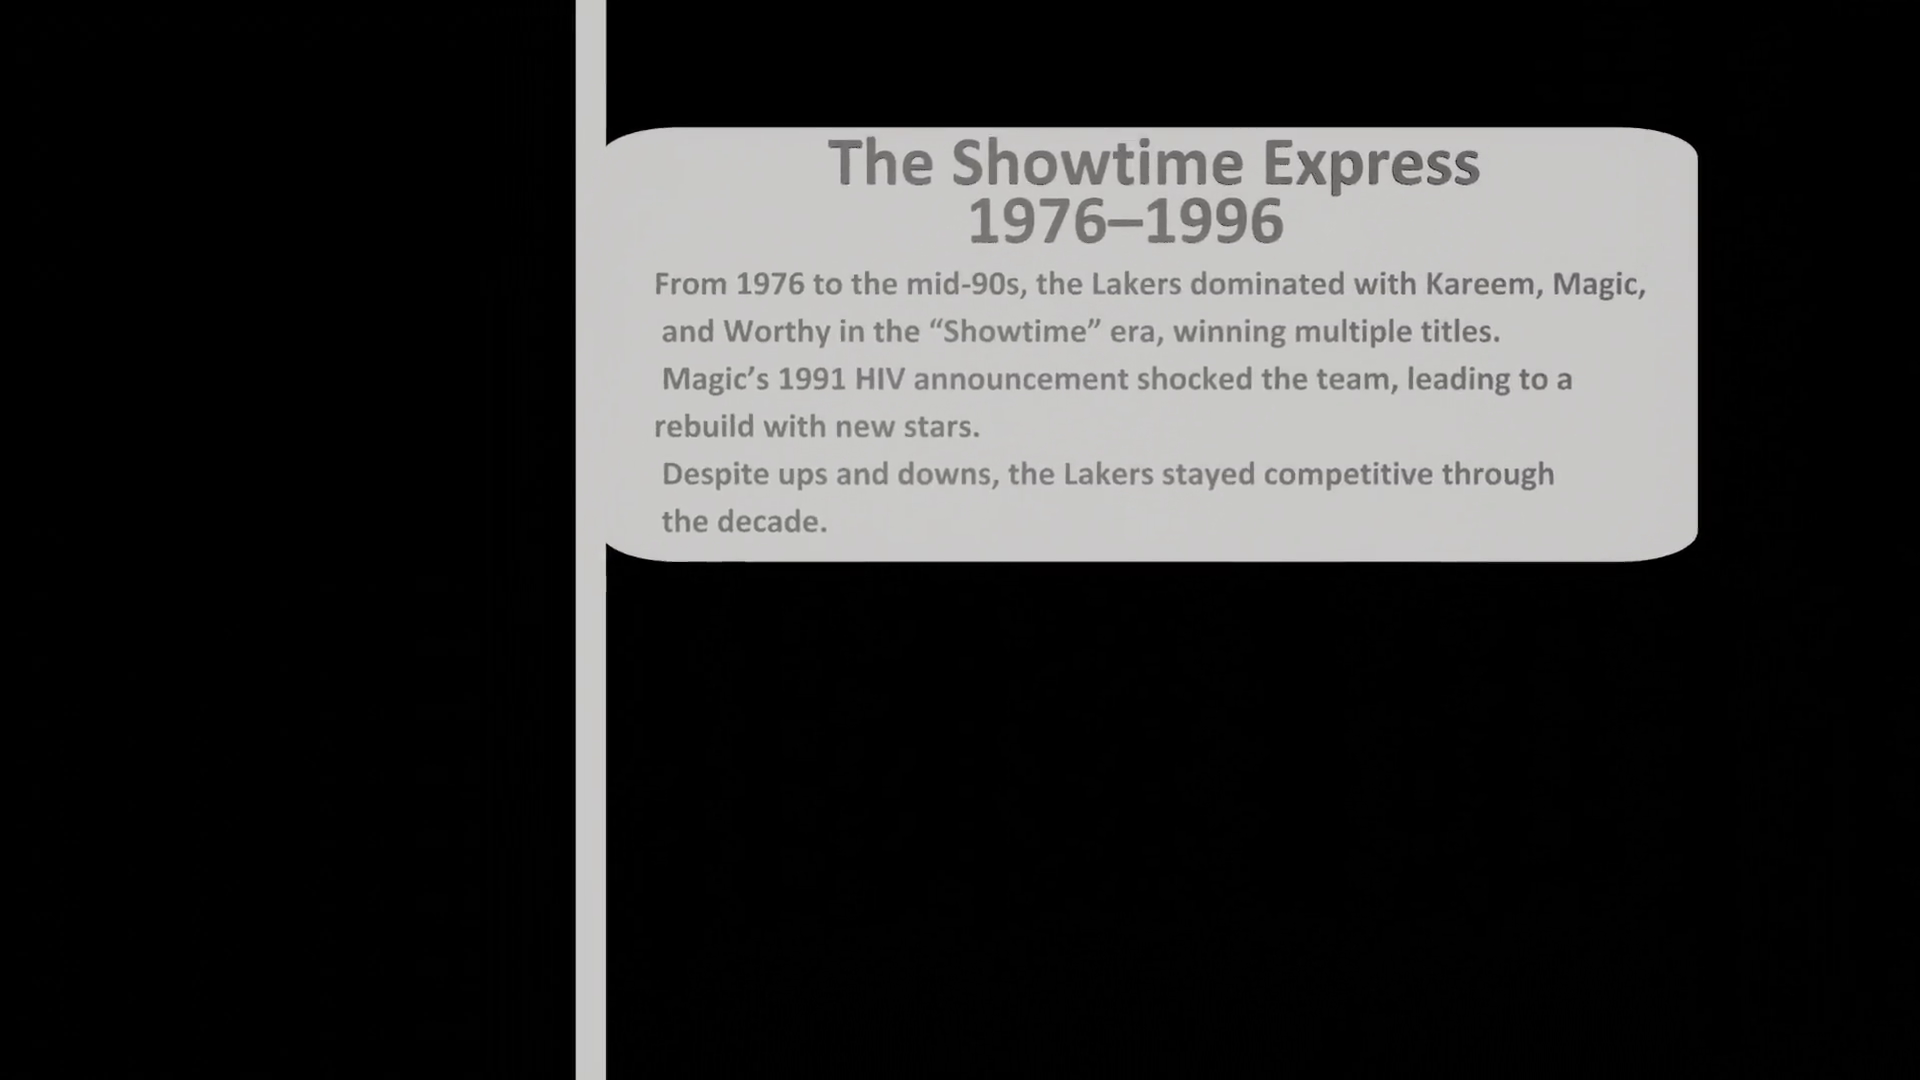 The Showtime Express
1976–1996
From 1976 to the mid-90s, the Lakers dominated with Kareem, Magic,
and Worthy in the “Showtime” era, winning multiple titles.
Magic’s 1991 HIV announcement shocked the team, leading to a
rebuild with new stars.
Despite ups and downs, the Lakers stayed competitive through
the decade.